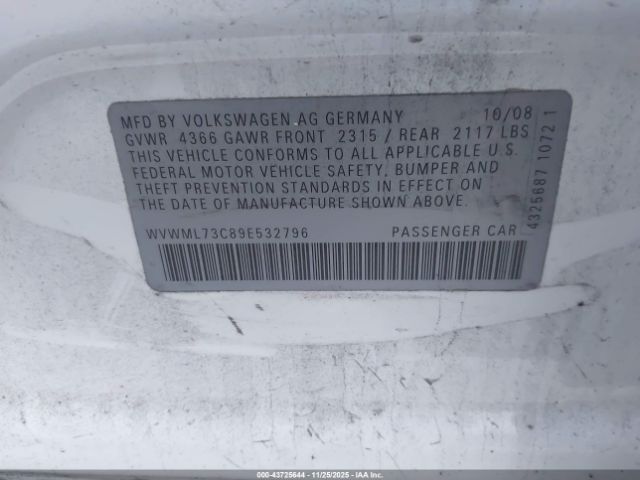 MFD BY VOLKSWAGEN AG GERMANY 10/08
GVWR 4366 GAWR FRONT 2315 / REAR 2117 LBS
THIS VEHICLE CONFORMS TO ALL APPLICABLE U.S.
FEDERAL MOTOR VEHICLE SAFETY, BUMPER AND
THEFT PREVENTION STANDARDS IN EFFECT ON
THE DATE OF MANUFACTURE SHOWN ABOVE.
WVWML73C89E532796 PASSENGER CAR
4325687 1072 1
000-43725644 - 11/25/2025 - IAAI